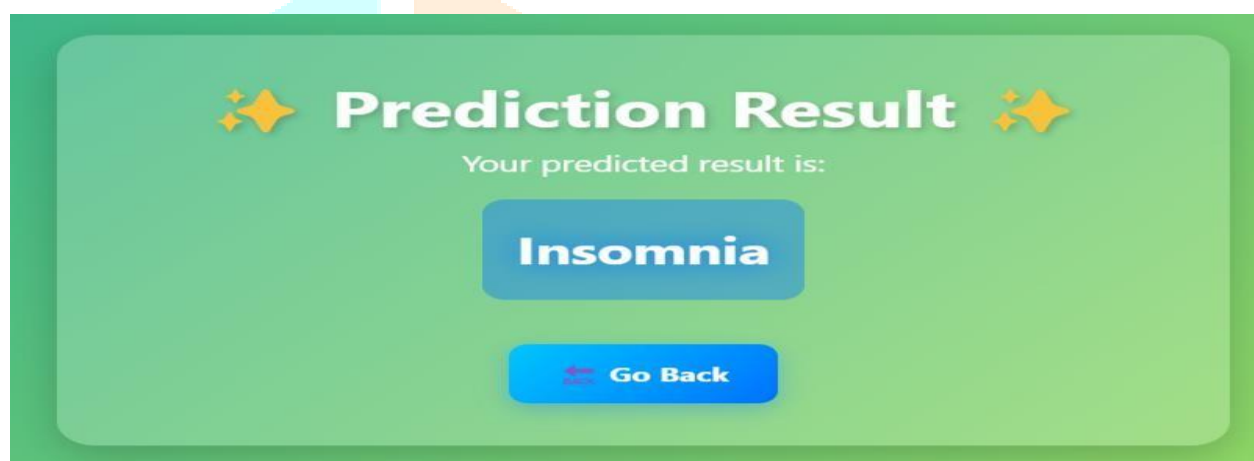 ✨ Prediction Result ✨
Your predicted result is:
Insomnia
🔙 Go Back